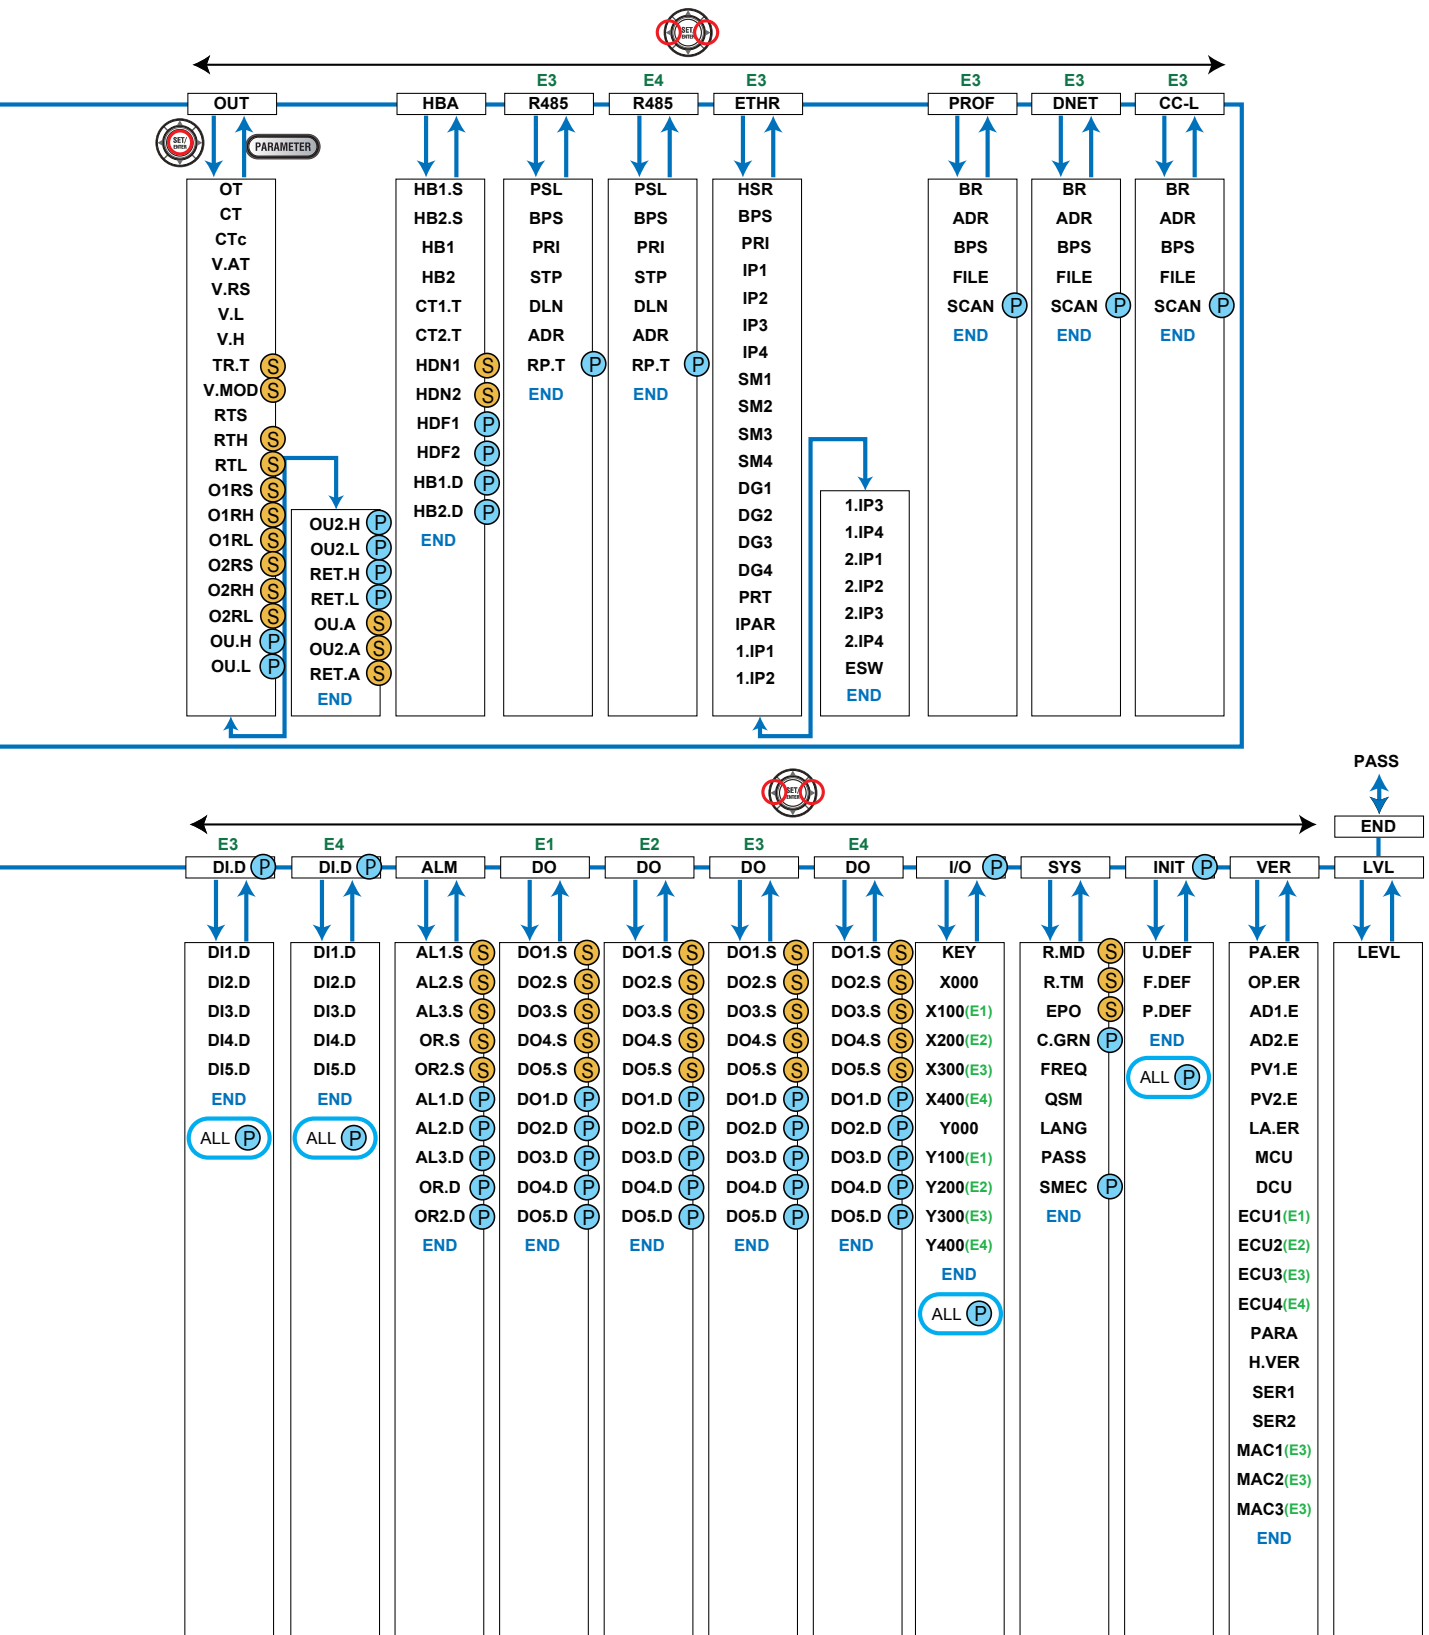 SET/
ENTER
E3
E4
E3
E3
E3
E3
OUT
HBA
R485
R485
ETHR
PROF
DNET
CC-L
SET/
ENTER
PARAMETER
OT
CT
CTc
V.AT
V.RS
V.L
V.H
TR.T S
V.MOD S
RTS
RTH S
RTL S
O1RS S
O1RH S
O1RL S
O2RS S
O2RH S
O2RL S
OU.H P
OU.L P
OU2.H P
OU2.L P
RET.H P
RET.L P
OU.A S
OU2.A S
RET.A S
END
HB1.S
HB2.S
HB1
HB2
CT1.T
CT2.T
HDN1 S
HDN2 S
HDF1 P
HDF2 P
HB1.D P
HB2.D P
END
PSL
BPS
PRI
STP
DLN
ADR
RP.T P
END
PSL
BPS
PRI
STP
DLN
ADR
RP.T P
END
HSR
BPS
PRI
IP1
IP2
IP3
IP4
SM1
SM2
SM3
SM4
DG1
DG2
DG3
DG4
PRT
IPAR
1.IP1
1.IP2
1.IP3
1.IP4
2.IP1
2.IP2
2.IP3
2.IP4
ESW
END
BR
ADR
BPS
FILE
SCAN P
END
BR
ADR
BPS
FILE
SCAN P
END
BR
ADR
BPS
FILE
SCAN P
END
PASS
END
SET/
ENTER
E3
E4
E1
E2
E3
E4
DI.D P
DI.D P
ALM
DO
DO
DO
DO
I/O P
SYS
INIT P
VER
LVL
DI1.D
DI2.D
DI3.D
DI4.D
DI5.D
END
ALL P
DI1.D
DI2.D
DI3.D
DI4.D
DI5.D
END
ALL P
AL1.S S
AL2.S S
AL3.S S
OR.S S
OR2.S S
AL1.D P
AL2.D P
AL3.D P
OR.D P
OR2.D P
END
DO1.S S
DO2.S S
DO3.S S
DO4.S S
DO5.S S
DO1.D P
DO2.D P
DO3.D P
DO4.D P
DO5.D P
END
DO1.S S
DO2.S S
DO3.S S
DO4.S S
DO5.S S
DO1.D P
DO2.D P
DO3.D P
DO4.D P
DO5.D P
END
DO1.S S
DO2.S S
DO3.S S
DO4.S S
DO5.S S
DO1.D P
DO2.D P
DO3.D P
DO4.D P
DO5.D P
END
DO1.S S
DO2.S S
DO3.S S
DO4.S S
DO5.S S
DO1.D P
DO2.D P
DO3.D P
DO4.D P
DO5.D P
END
KEY
X000
X100(E1)
X200(E2)
X300(E3)
X400(E4)
Y000
Y100(E1)
Y200(E2)
Y300(E3)
Y400(E4)
END
ALL P
R.MD S
R.TM S
EPO S
C.GRN P
FREQ
QSM
LANG
PASS
SMEC P
END
U.DEF
F.DEF
P.DEF
END
ALL P
PA.ER
OP.ER
AD1.E
AD2.E
PV1.E
PV2.E
LA.ER
MCU
DCU
ECU1(E1)
ECU2(E2)
ECU3(E3)
ECU4(E4)
PARA
H.VER
SER1
SER2
MAC1(E3)
MAC2(E3)
MAC3(E3)
END
LEVL